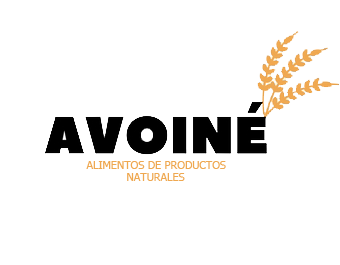 AVOINÉ
ALIMENTOS DE PRODUCTOS
NATURALES